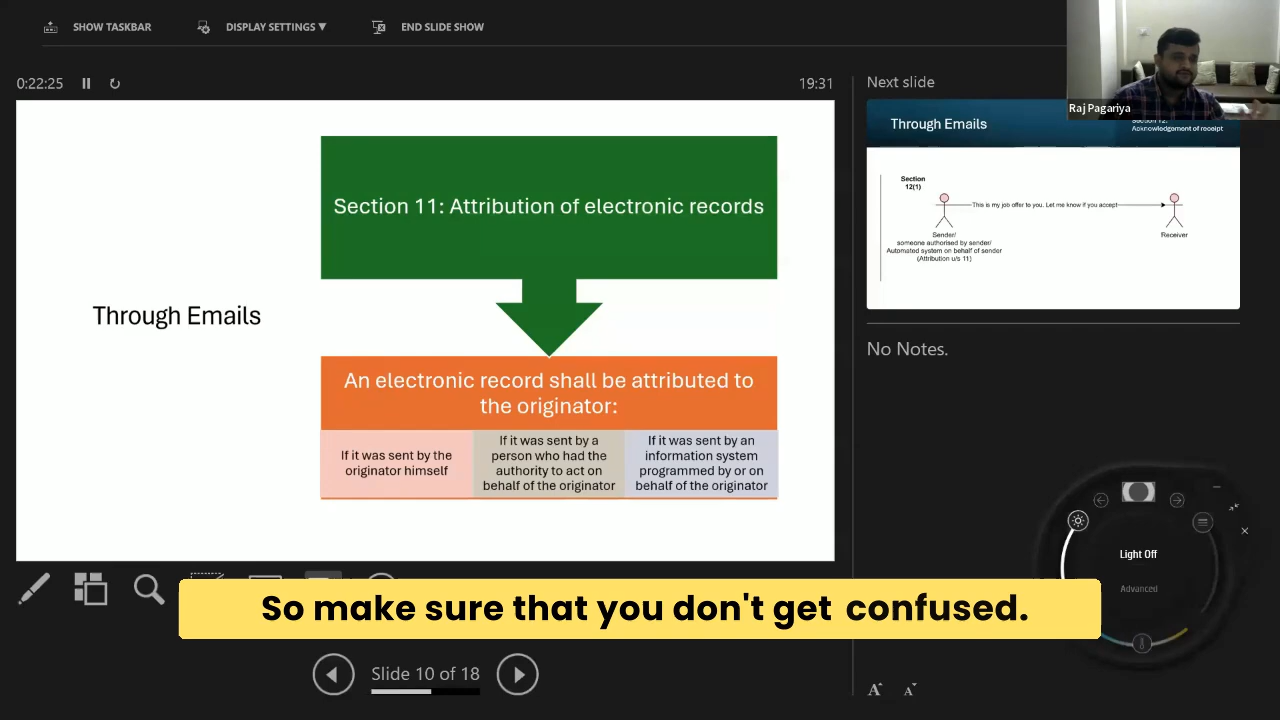 SHOW TASKBAR
DISPLAY SETTINGS ▼
END SLIDE SHOW
0:22:25
19:31
Next slide
Raj Pagariya
Section 11: Attribution of electronic records
Through Emails
An electronic record shall be attributed to
the originator:
If it was sent by the
originator himself
If it was sent by a
person who had the
authority to act on
behalf of the originator
If it was sent by an
information system
programmed by or on
behalf of the originator
Through Emails
Section 12:
Acknowledgement of receipt
Section
12(1)
This is my job offer to you. Let me know if you accept
Sender/
someone authorised by sender/
Automated system on behalf of sender
(Attribution u/s 11)
Receiver
No Notes.
Light Off
Advanced
So make sure that you don't get confused.
Slide 10 of 18
A
A